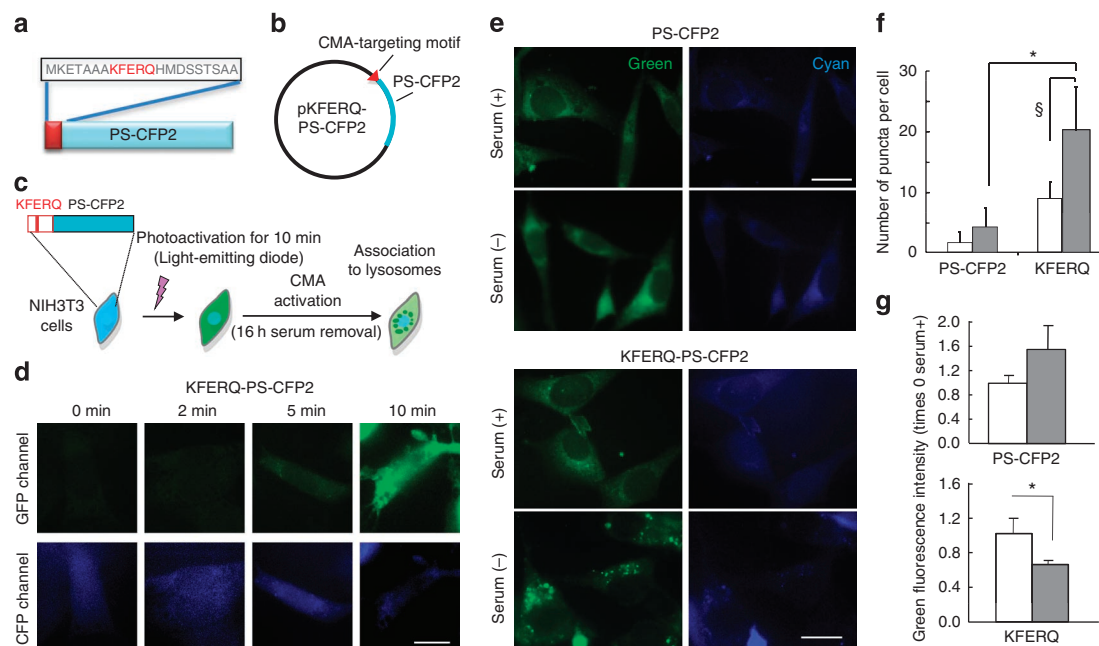 a
MKETAAAKFERQHMDSSTSAA
PS-CFP2
b
CMA-targeting motif
PS-CFP2
pKFERQ-
PS-CFP2
c
KFERQ PS-CFP2
Photoactivation for 10 min
(Light-emitting diode)
Association
to lysosomes
CMA
activation
NIH3T3
cells
(16 h serum removal)
d
KFERQ-PS-CFP2
0 min
2 min
5 min
10 min
GFP channel
CFP channel
e
PS-CFP2
Green
Cyan
Serum (+)
Serum (–)
KFERQ-PS-CFP2
Serum (+)
Serum (–)
f
Number of puncta per cell
30
20
10
0
*
§
PS-CFP2
KFERQ
g
Green fluorescence intensity (times 0 serum+)
2.0
1.6
1.2
0.8
0.4
0.0
PS-CFP2
1.6
1.2
0.8
0.4
0
*
KFERQ